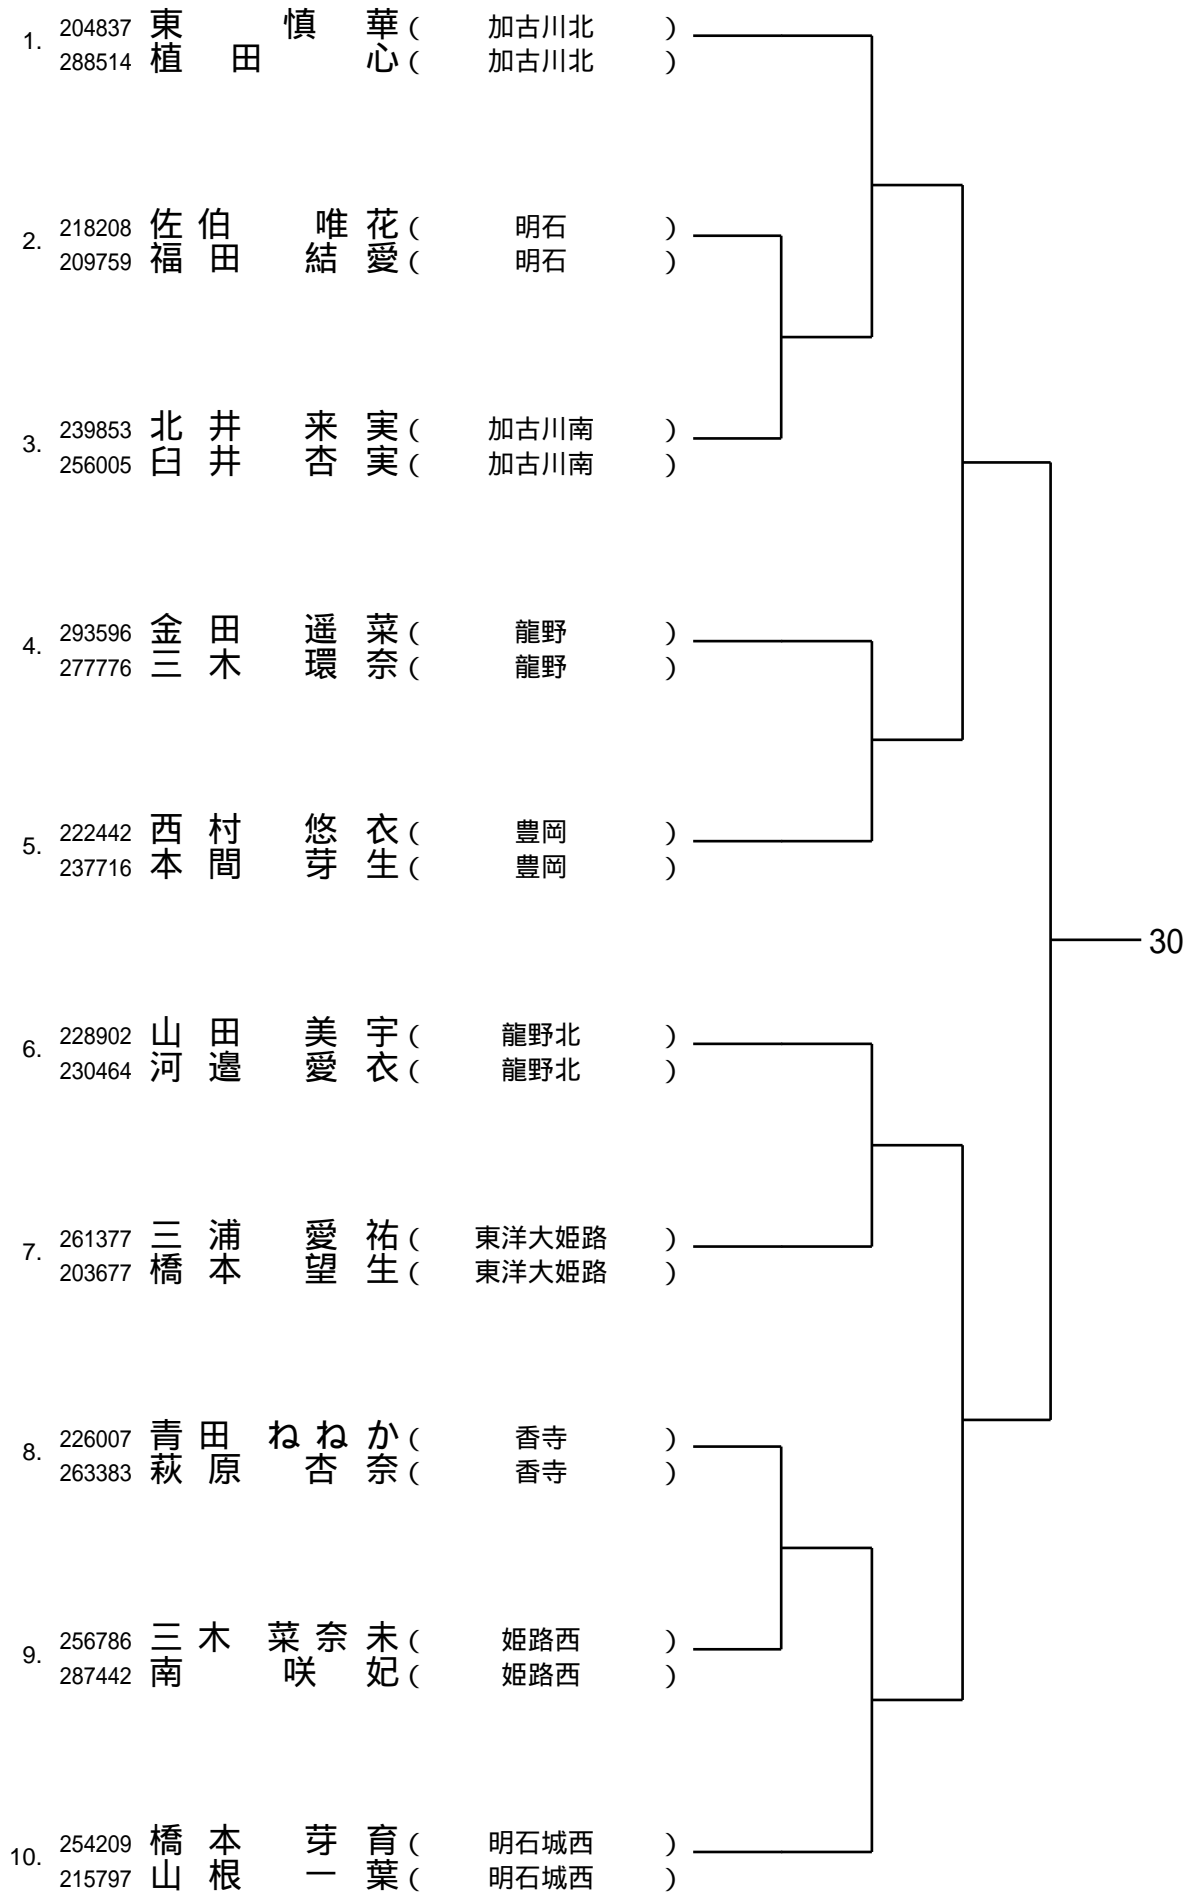 1. 204837 東 慎 華 ( 加古川北 )
288514 植 田 心 ( 加古川北 )
2. 218208 佐 伯 唯 花 ( 明石 )
209759 福 田 結 愛 ( 明石 )
3. 239853 北 井 来 実 ( 加古川南 )
256005 臼 井 杏 実 ( 加古川南 )
4. 293596 金 田 遥 菜 ( 龍野 )
277776 三 木 環 奈 ( 龍野 )
5. 222442 西 村 悠 衣 ( 豊岡 )
237716 本 間 芽 生 ( 豊岡 )
30
6. 228902 山 田 美 宇 ( 龍野北 )
230464 河 邉 愛 衣 ( 龍野北 )
7. 261377 三 浦 愛 祐 ( 東洋大姫路 )
203677 橋 本 望 生 ( 東洋大姫路 )
8. 226007 青 田 ね ね か ( 香寺 )
263383 萩 原 杏 奈 ( 香寺 )
9. 256786 三 木 菜 奈 未 ( 姫路西 )
287442 南 咲 妃 ( 姫路西 )
10. 254209 橋 本 芽 育 ( 明石城西 )
215797 山 根 一 葉 ( 明石城西 )